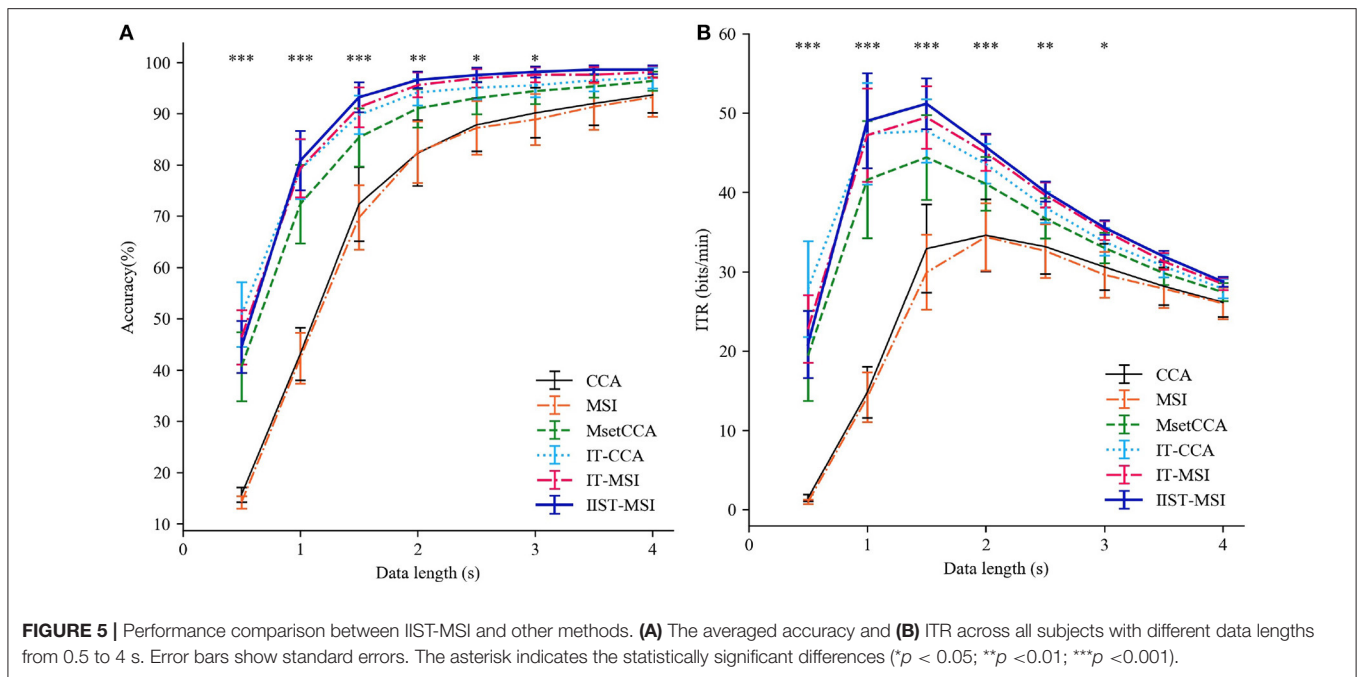 A
*** *** *** ** * *
100
90
80
70
60
50
40
30
20
10
Accuracy(%)
CCA
MSI
MsetCCA
IT-CCA
IT-MSI
IIST-MSI
0 1 2 3 4
Data length (s)
B
*** *** *** *** ** *
60
50
40
30
20
10
0
ITR (bits/min)
CCA
MSI
MsetCCA
IT-CCA
IT-MSI
IIST-MSI
0 1 2 3 4
Data length (s)
FIGURE 5 | Performance comparison between IIST-MSI and other methods. (A) The averaged accuracy and (B) ITR across all subjects with different data lengths
from 0.5 to 4 s. Error bars show standard errors. The asterisk indicates the statistically significant differences (*p < 0.05; **p <0.01; ***p <0.001).